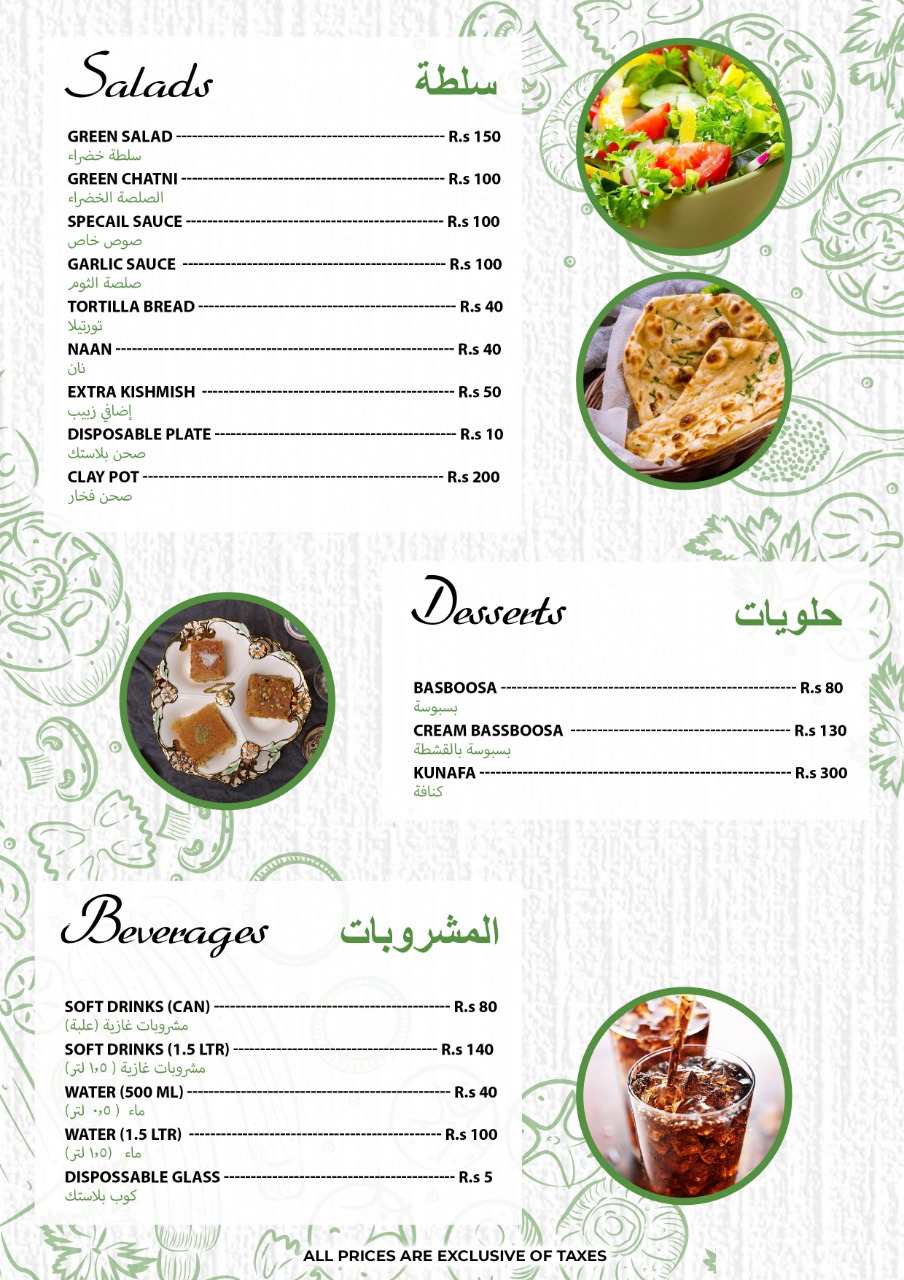 Salads سلطة
GREEN SALAD R.s 150
سلطة خضراء
GREEN CHATNI R.s 100
الصلصة الخضراء
SPECAIL SAUCE R.s 100
صوص خاص
GARLIC SAUCE R.s 100
صلصة الثوم
TORTILLA BREAD R.s 40
تورتيلا
NAAN R.s 40
نان
EXTRA KISHMISH R.s 50
إضافي زبيب
DISPOSABLE PLATE R.s 10
صحن بلاستك
CLAY POT R.s 200
صحن فخار
Desserts حلويات
BASBOOSA R.s 80
بسبوسة
CREAM BASSBOOSA R.s 130
بسبوسة بالقشطة
KUNAFA R.s 300
كنافة
Beverages المشروبات
SOFT DRINKS (CAN) R.s 80
مشروبات غازية (علبة)
SOFT DRINKS (1.5 LTR) R.s 140
مشروبات غازية ( ١،٥ لتر)
WATER (500 ML) R.s 40
ماء ( ٠،٥ لتر)
WATER (1.5 LTR) R.s 100
ماء (١،٥ لتر)
DISPOSSABLE GLASS R.s 5
كوب بلاستك
ALL PRICES ARE EXCLUSIVE OF TAXES